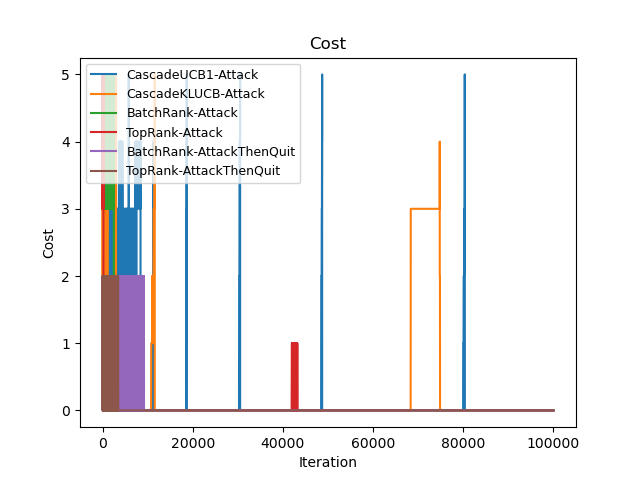 Cost
5
4
3
2
1
0
Cost
CascadeUCB1-Attack
CascadeKLUCB-Attack
BatchRank-Attack
TopRank-Attack
BatchRank-AttackThenQuit
TopRank-AttackThenQuit
0 20000 40000 60000 80000 100000
Iteration